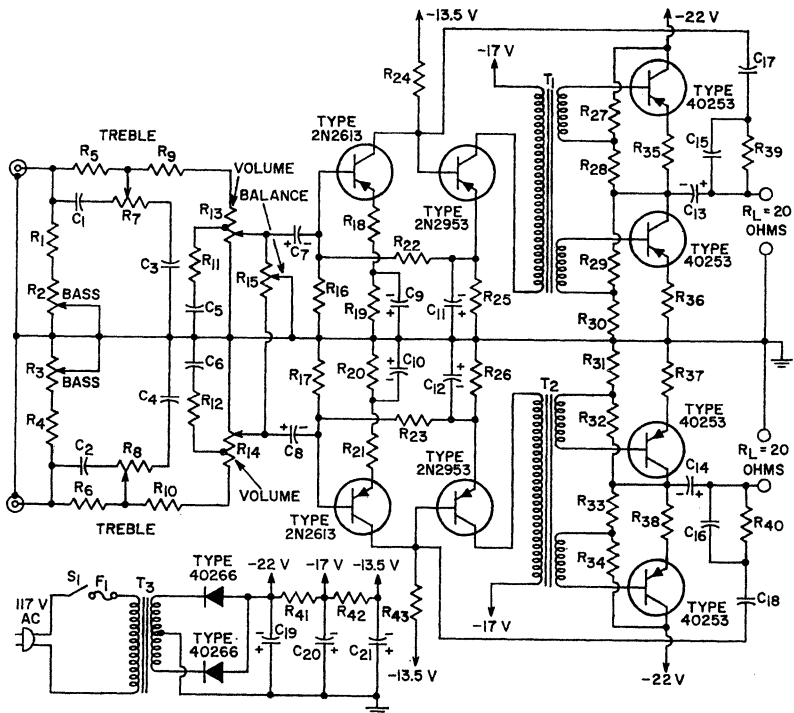 -13.5 V
-22 V
-17 V
R24
T1
C17
TYPE
40253
TYPE
2N2613
R27
TREBLE
R5
R9
VOLUME
BALANCE
R28
R35
C15
R39
C1
R7
R13
C7
R18
TYPE
2N2953
C13
RL = 20
OHMS
R1
C3
R11
R15
R22
TYPE
40253
R29
R2
BASS
C5
R16
R19
C9
C11
R25
R36
R30
R3
BASS
C6
R17
R20
C10
C12
R26
R31
R37
R4
C4
R12
T2
R32
TYPE
40253
C2
R8
R14
C8
R21
R23
TYPE
2N2953
C14
RL = 20
OHMS
R6
R10
VOLUME
TYPE
2N2613
R33
R38
C16
R40
TREBLE
R34
TYPE
40253
C18
S1
F1
T3
TYPE
40266
-22 V
-17 V
-13.5 V
117 V
AC
R41
R42
R43
TYPE
40266
C19
C20
C21
-17 V
-13.5 V
-22 V